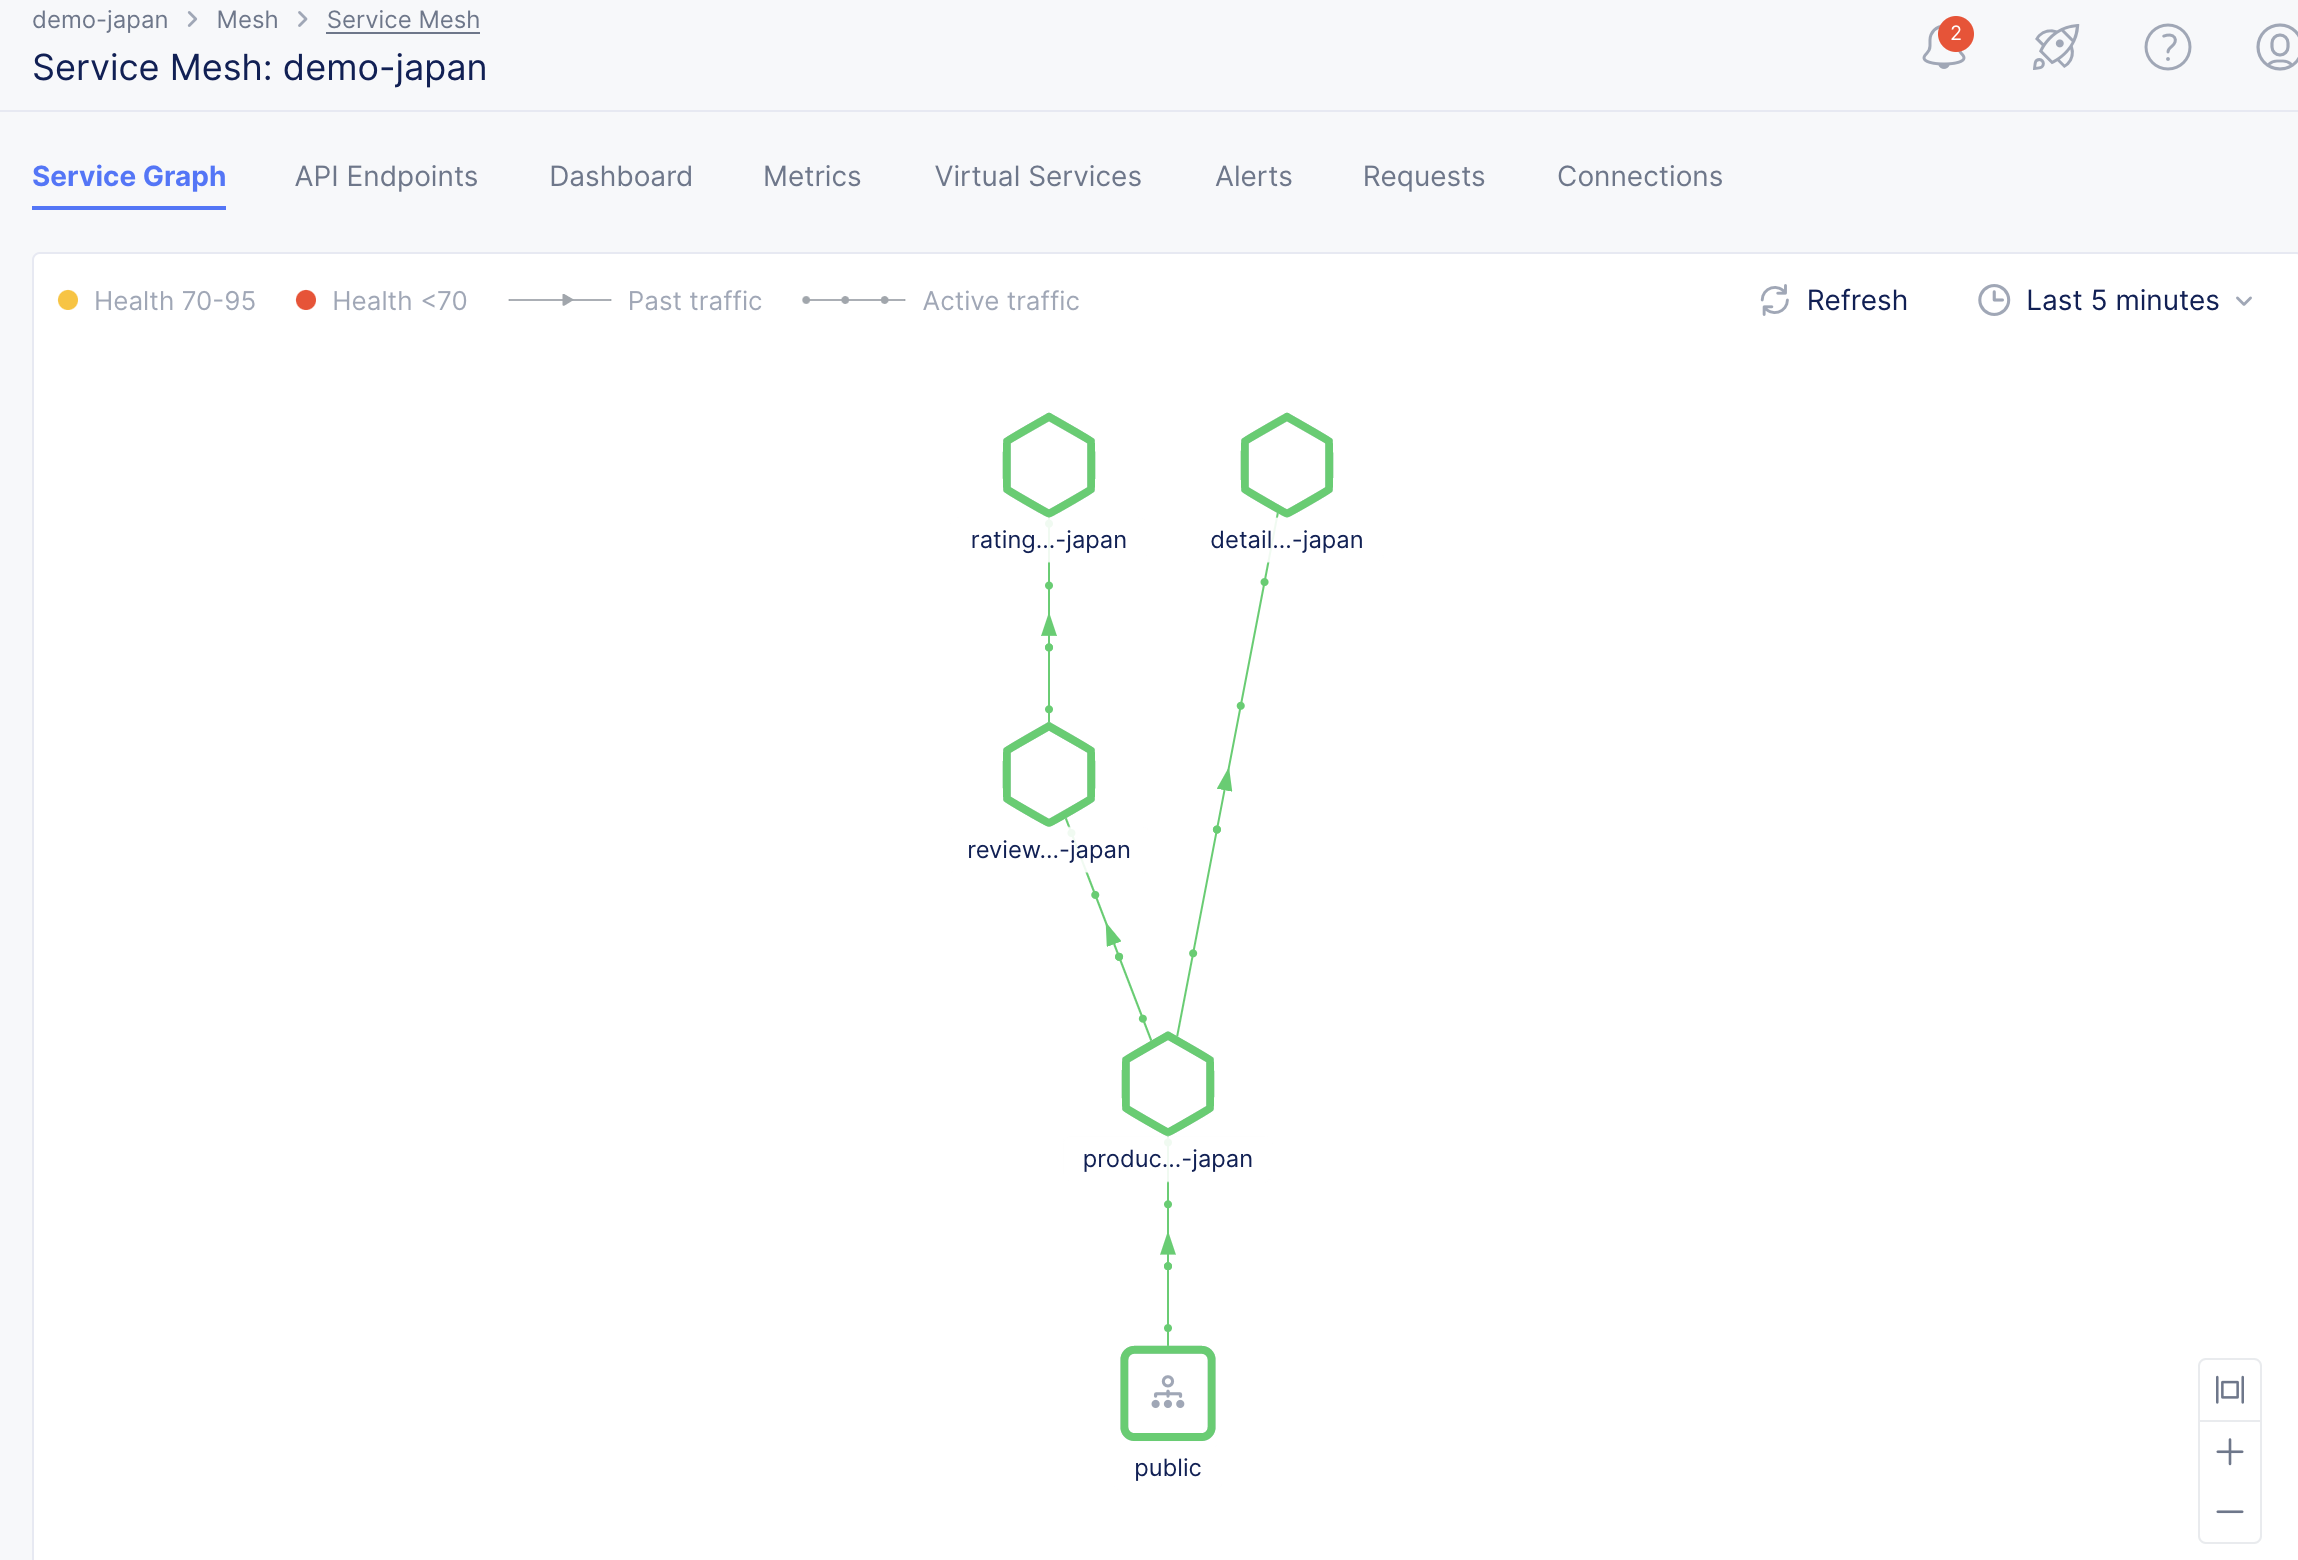 demo-japan > Mesh > Service Mesh
Service Mesh: demo-japan
2
?
Service Graph API Endpoints Dashboard Metrics Virtual Services Alerts Requests Connections
Health 70-95 Health <70 Past traffic Active traffic Refresh Last 5 minutes
rating...-japan detail...-japan
review...-japan
produc...-japan
public